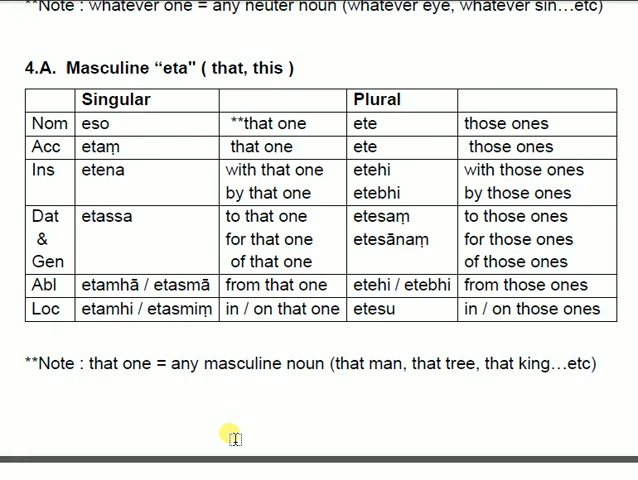 **Note : whatever one = any neuter noun (whatever eye, whatever sin…etc)
4.A. Masculine “eta" ( that, this )
Singular Plural
Nom eso **that one ete those ones
Acc etaṃ that one ete those ones
Ins etena with that one etehi with those ones
by that one etebhi by those ones
Dat etassa to that one etesaṃ to those ones
& for that one etesānaṃ for those ones
Gen of that one of those ones
Abl etamhā / etasmā from that one etehi / etebhi from those ones
Loc etamhi / etasmiṃ in / on that one etesu in / on those ones
**Note : that one = any masculine noun (that man, that tree, that king…etc)